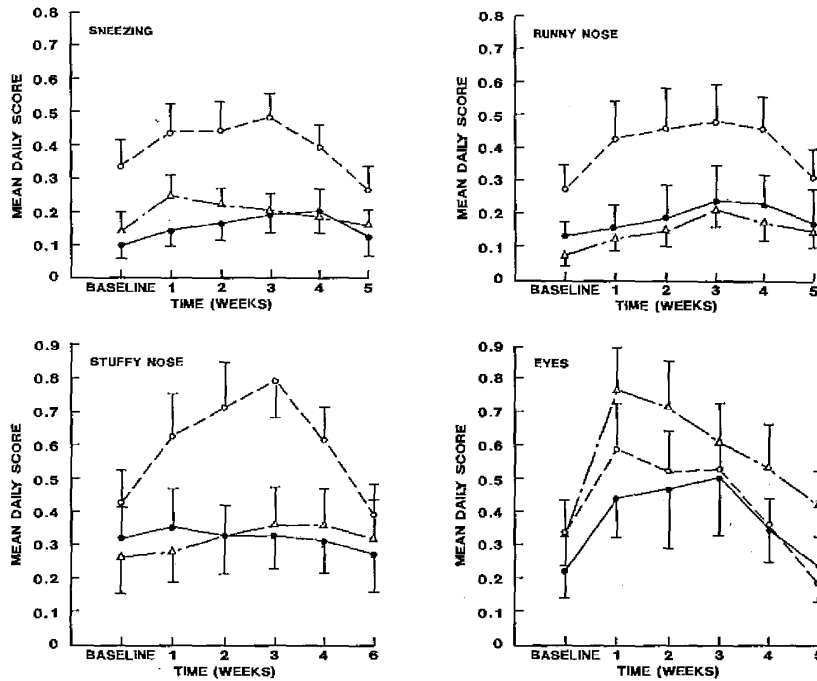 SNEEZING
MEAN DAILY SCORE
0.8
0.7
0.6
0.5
0.4
0.3
0.2
0.1
0
BASELINE 1 2 3 4 5
TIME (WEEKS)
RUNNY NOSE
MEAN DAILY SCORE
0.8
0.7
0.6
0.5
0.4
0.3
0.2
0.1
0
BASELINE 1 2 3 4 5
TIME (WEEKS)
STUFFY NOSE
MEAN DAILY SCORE
0.9
0.8
0.7
0.6
0.5
0.4
0.3
0.2
0.1
BASELINE 1 2 3 4 6
TIME (WEEKS)
EYES
MEAN DAILY SCORE
0.9
0.8
0.7
0.6
0.5
0.4
0.3
0.2
0.1
BASELINE 1 2 3 4 5
TIME (WEEKS)